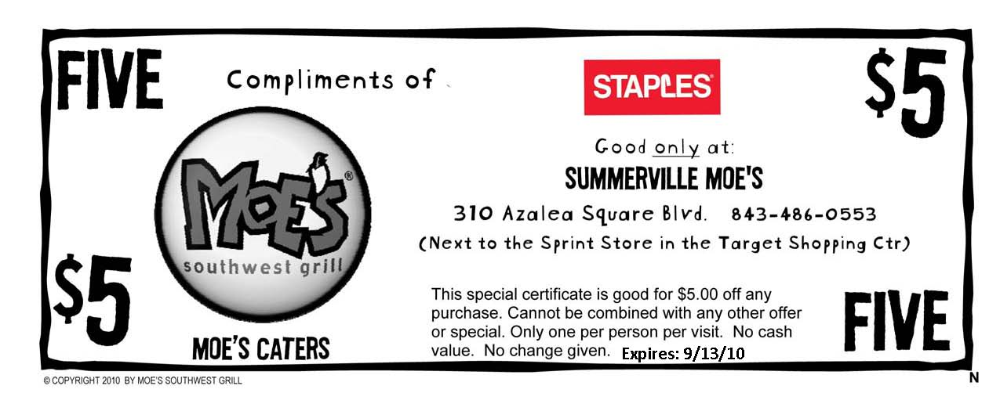 FIVE
$5
Compliments of
STAPLES®
MOE'S®
southwest grill
Good only at:
SUMMERVILLE MOE'S
310 Azalea Square Blvd. 843-486-0553
(Next to the Sprint Store in the Target Shopping Ctr)
$5
FIVE
This special certificate is good for $5.00 off any
purchase. Cannot be combined with any other offer
or special. Only one per person per visit. No cash
value. No change given. Expires: 9/13/10
MOE'S CATERS
© COPYRIGHT 2010 BY MOE'S SOUTHWEST GRILL
N